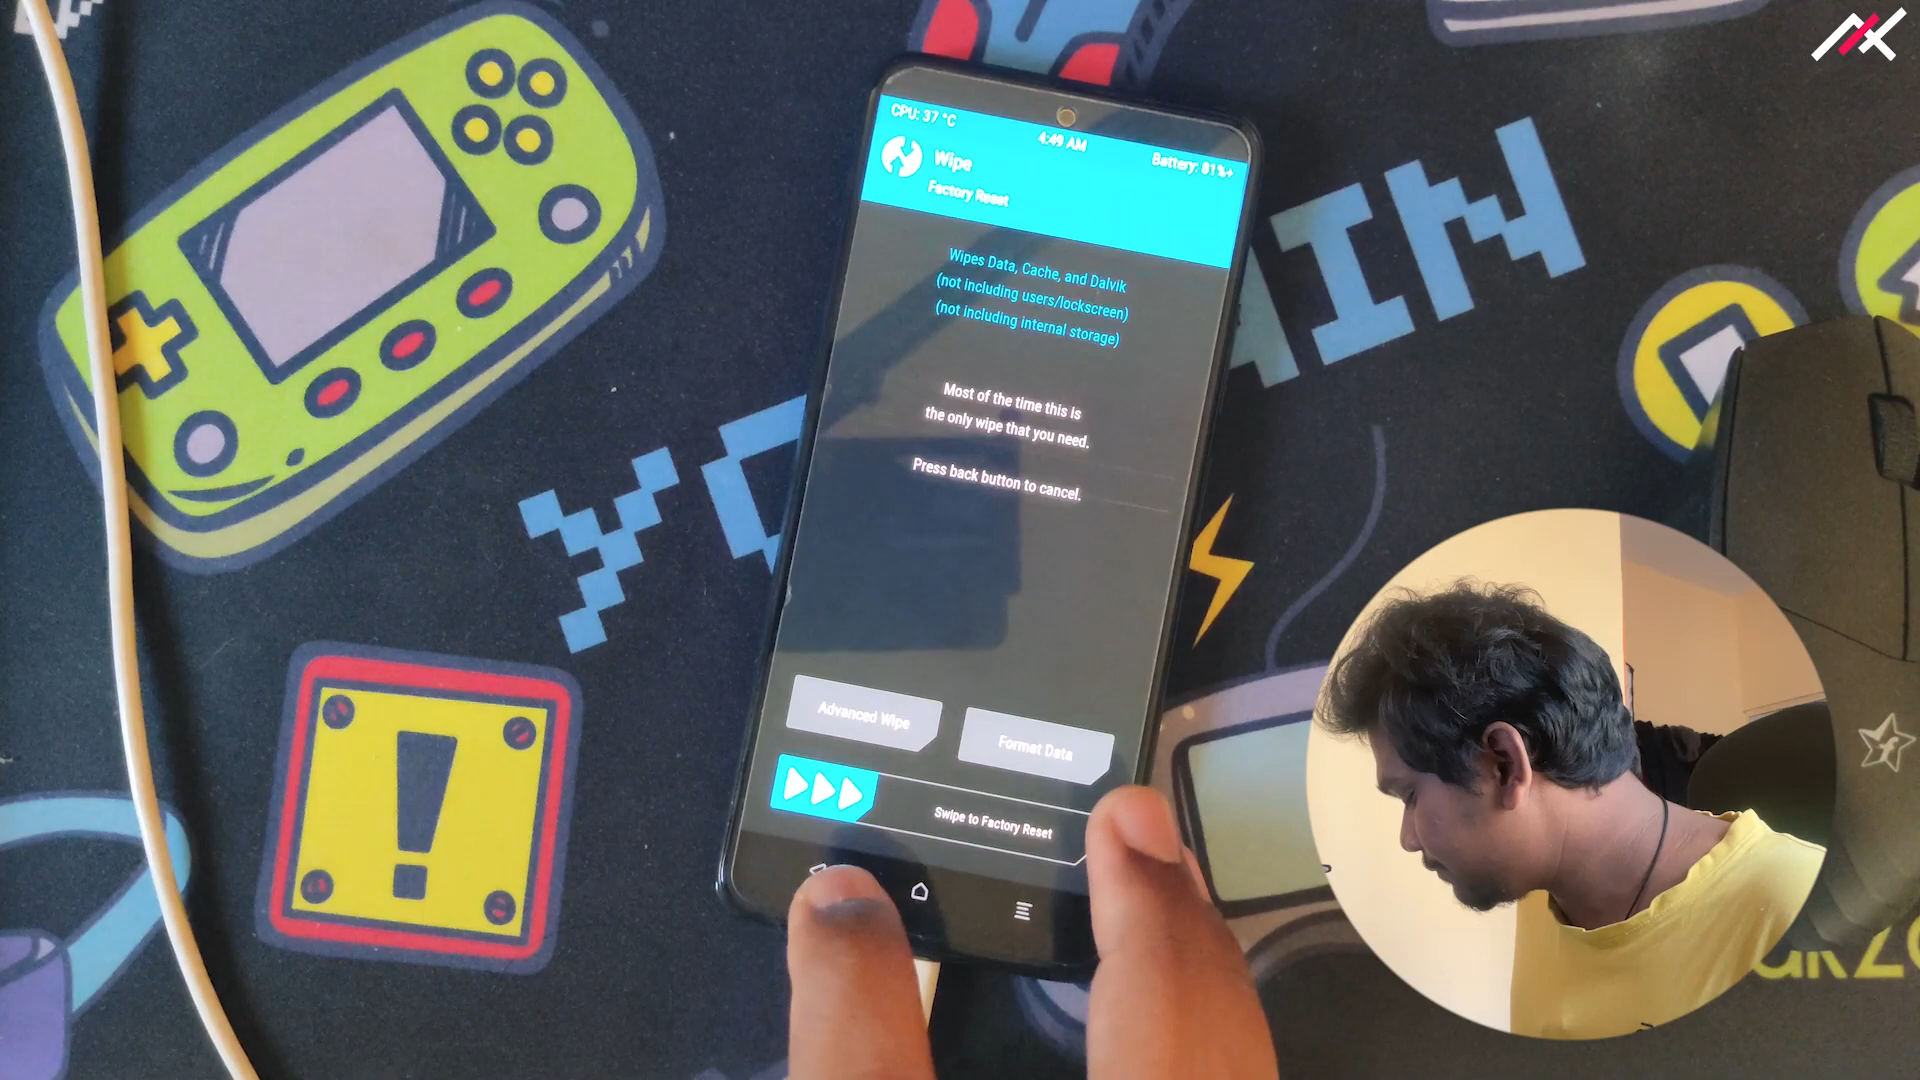 CPU: 37 °C
4:49 AM
Battery: 81%+
Wipe
Factory Reset
Wipes Data, Cache, and Dalvik
(not including users/lockscreen)
(not including internal storage)
Most of the time this is
the only wipe that you need.
Press back button to cancel.
Advanced Wipe
Format Data
Swipe to Factory Reset